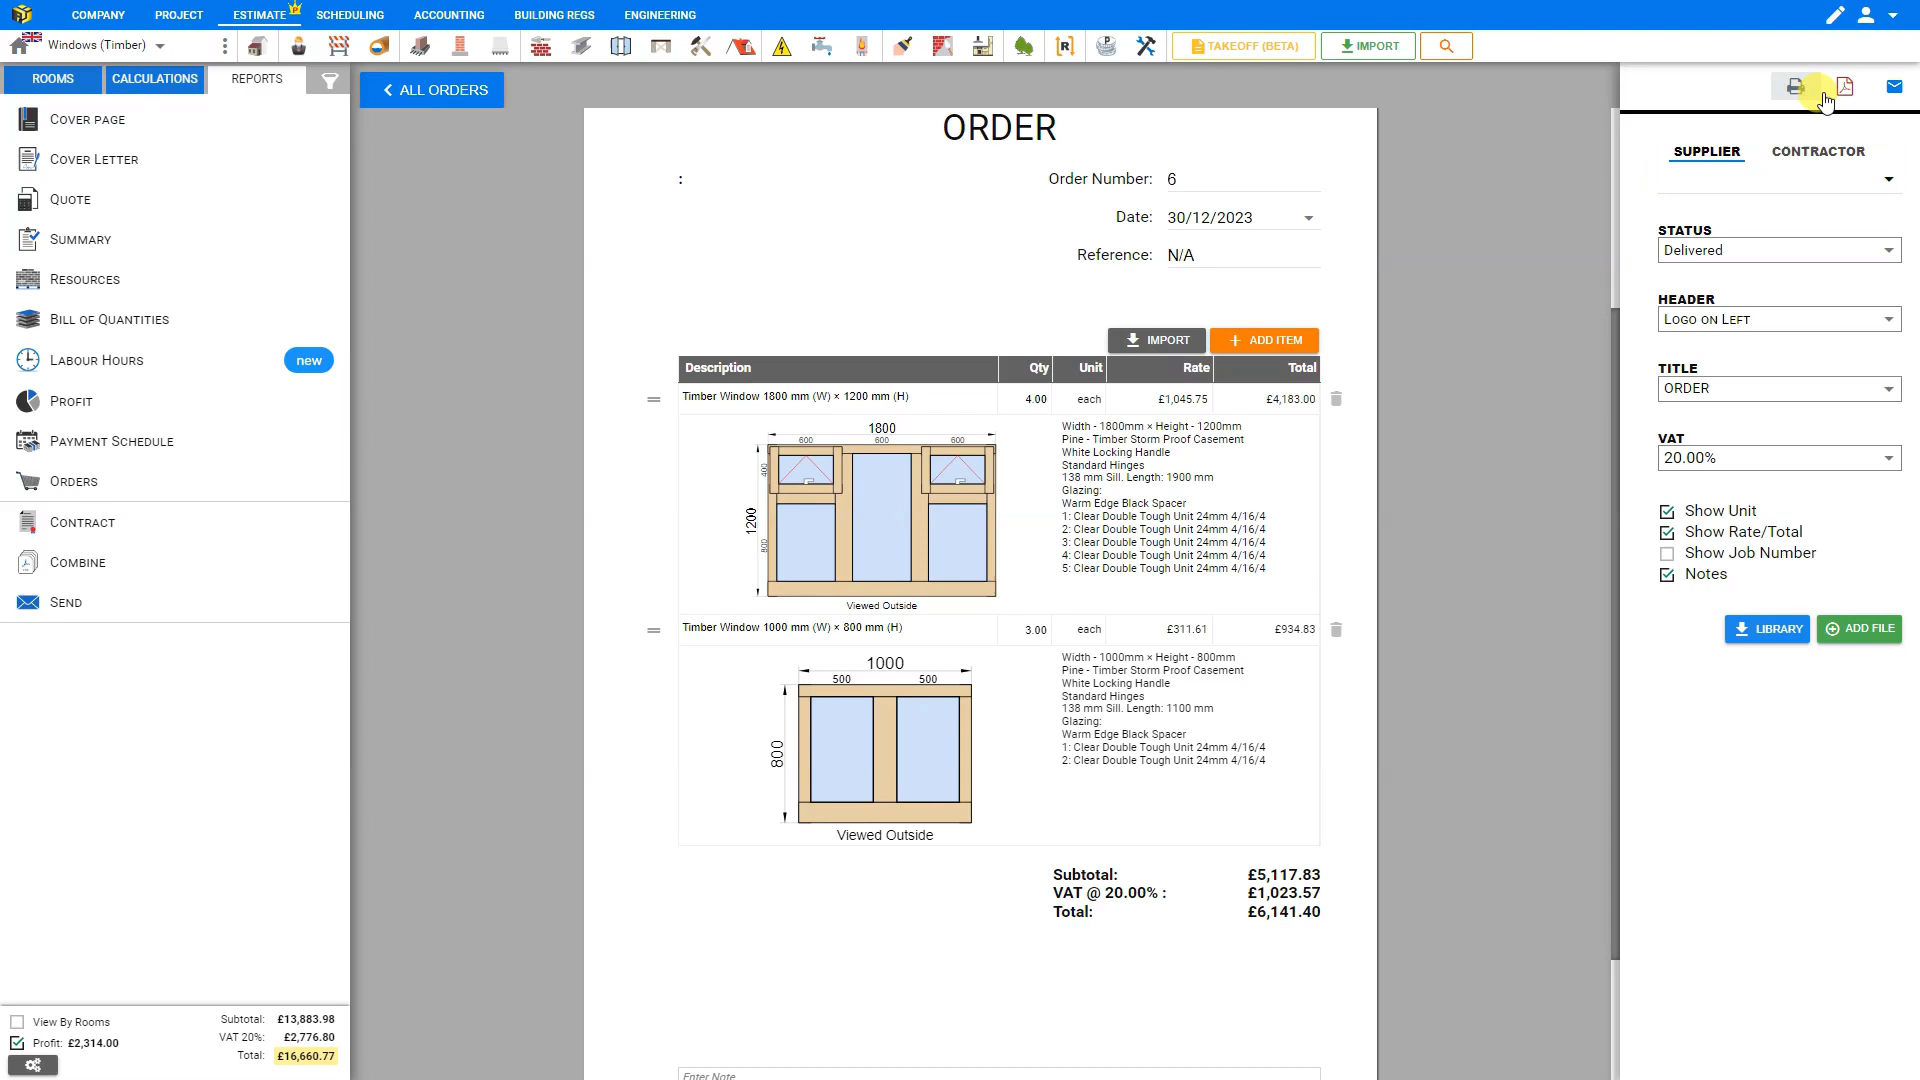 COMPANY PROJECT ESTIMATE SCHEDULING ACCOUNTING BUILDING REGS ENGINEERING
Windows (Timber) TAKEOFF (BETA) IMPORT
ROOMS CALCULATIONS REPORTS
ALL ORDERS
COVER PAGE
COVER LETTER
QUOTE
SUMMARY
RESOURCES
BILL OF QUANTITIES
LABOUR HOURS new
PROFIT
PAYMENT SCHEDULE
ORDERS
CONTRACT
COMBINE
SEND
View By Rooms
Profit: £2,314.00
Subtotal: £13,883.98
VAT 20%: £2,776.80
Total: £16,660.77
ORDER
:
Order Number: 6
Date: 30/12/2023
Reference: N/A
IMPORT ADD ITEM
Description Qty Unit Rate Total
Timber Window 1800 mm (W) × 1200 mm (H) 4.00 each £1,045.75 £4,183.00
1800
600 600 600
400
1200
800
Viewed Outside
Width - 1800mm × Height - 1200mm
Pine - Timber Storm Proof Casement
White Locking Handle
Standard Hinges
138 mm Sill. Length: 1900 mm
Glazing:
Warm Edge Black Spacer
1: Clear Double Tough Unit 24mm 4/16/4
2: Clear Double Tough Unit 24mm 4/16/4
3: Clear Double Tough Unit 24mm 4/16/4
4: Clear Double Tough Unit 24mm 4/16/4
5: Clear Double Tough Unit 24mm 4/16/4
Timber Window 1000 mm (W) × 800 mm (H) 3.00 each £311.61 £934.83
1000
500 500
800
Viewed Outside
Width - 1000mm × Height - 800mm
Pine - Timber Storm Proof Casement
White Locking Handle
Standard Hinges
138 mm Sill. Length: 1100 mm
Glazing:
Warm Edge Black Spacer
1: Clear Double Tough Unit 24mm 4/16/4
2: Clear Double Tough Unit 24mm 4/16/4
Subtotal: £5,117.83
VAT @ 20.00% : £1,023.57
Total: £6,141.40
Enter Note
SUPPLIER CONTRACTOR
STATUS
Delivered
HEADER
LOGO ON LEFT
TITLE
ORDER
VAT
20.00%
Show Unit
Show Rate/Total
Show Job Number
Notes
LIBRARY ADD FILE